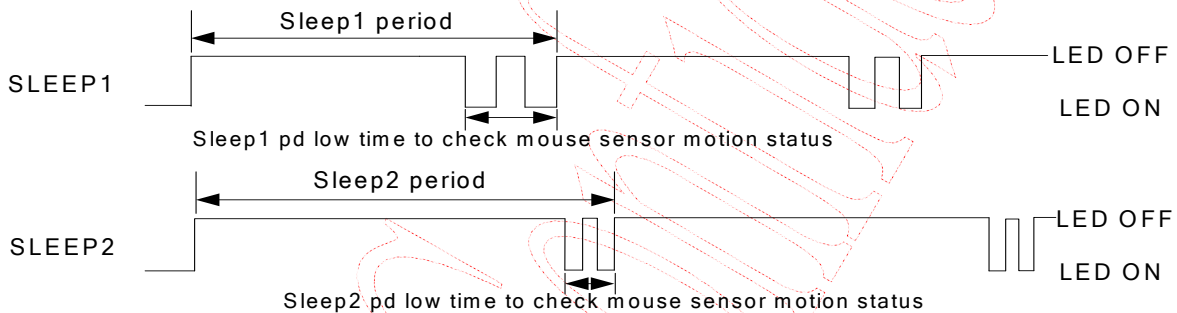 Sleep1 period
LED OFF
SLEEP1
LED ON
Sleep1 pd low time to check mouse sensor motion status
Sleep2 period
LED OFF
SLEEP2
LED ON
Sleep2 pd low time to check mouse sensor motion status